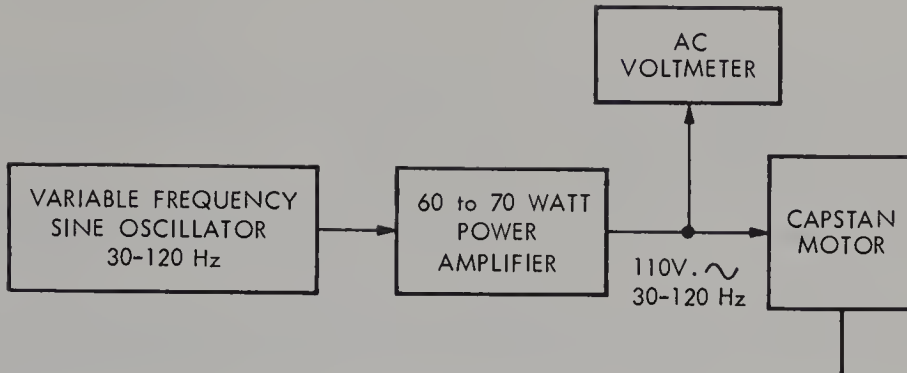 AC
VOLTMETER
VARIABLE FREQUENCY
SINE OSCILLATOR
30-120 Hz
60 to 70 WATT
POWER
AMPLIFIER
110V. ∿
30-120 Hz
CAPSTAN
MOTOR